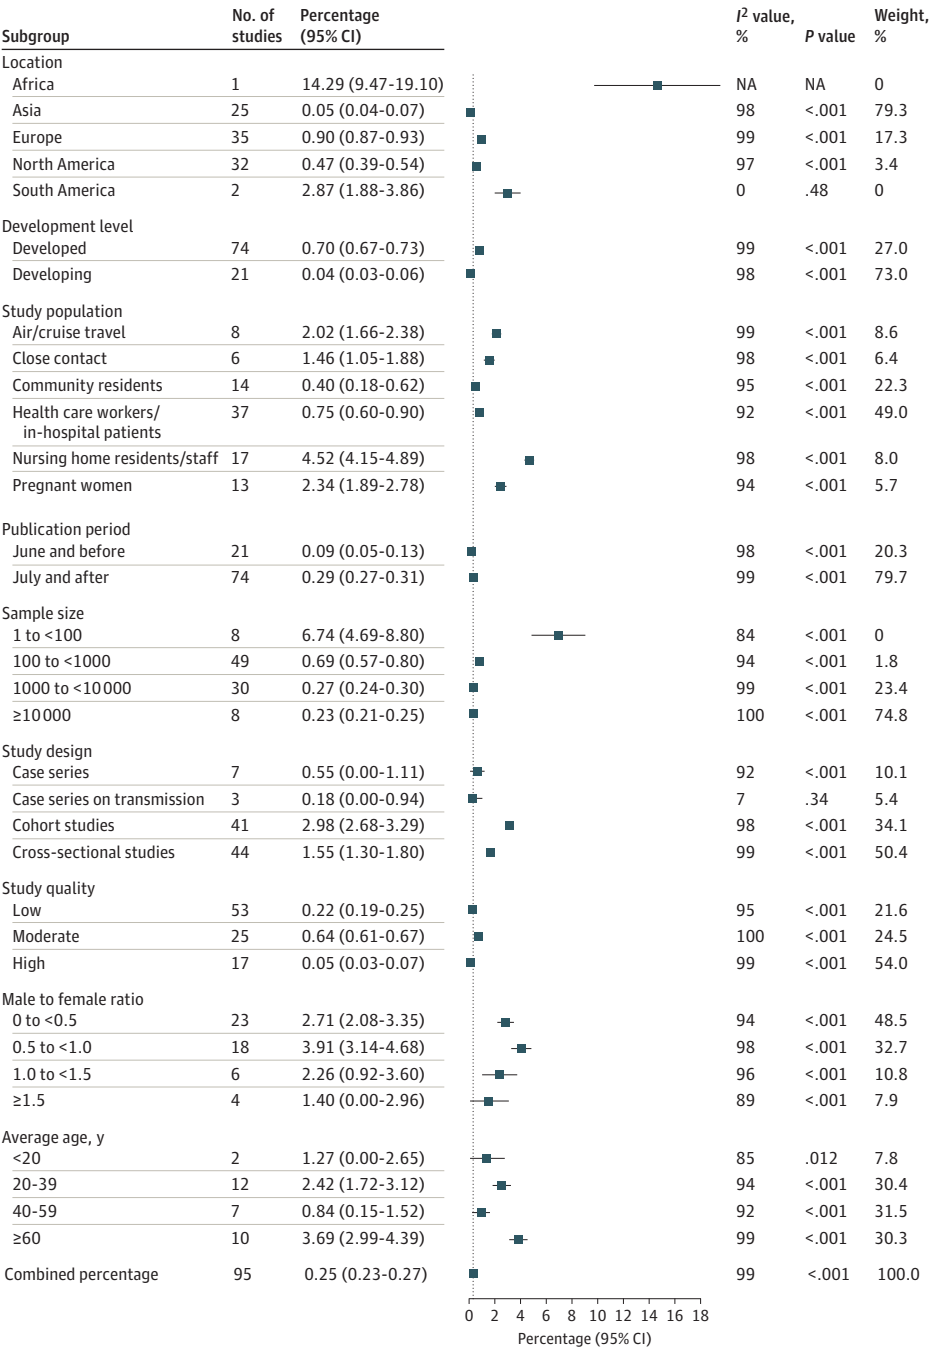 Subgroup No. of studies Percentage (95% CI) I2 value, % P value Weight, %
Location
Africa 1 14.29 (9.47-19.10) NA NA 0
Asia 25 0.05 (0.04-0.07) 98 <.001 79.3
Europe 35 0.90 (0.87-0.93) 99 <.001 17.3
North America 32 0.47 (0.39-0.54) 97 <.001 3.4
South America 2 2.87 (1.88-3.86) 0 .48 0
Development level
Developed 74 0.70 (0.67-0.73) 99 <.001 27.0
Developing 21 0.04 (0.03-0.06) 98 <.001 73.0
Study population
Air/cruise travel 8 2.02 (1.66-2.38) 99 <.001 8.6
Close contact 6 1.46 (1.05-1.88) 98 <.001 6.4
Community residents 14 0.40 (0.18-0.62) 95 <.001 22.3
Health care workers/ 37 0.75 (0.60-0.90) 92 <.001 49.0
in-hospital patients
Nursing home residents/staff 17 4.52 (4.15-4.89) 98 <.001 8.0
Pregnant women 13 2.34 (1.89-2.78) 94 <.001 5.7
Publication period
June and before 21 0.09 (0.05-0.13) 98 <.001 20.3
July and after 74 0.29 (0.27-0.31) 99 <.001 79.7
Sample size
1 to <100 8 6.74 (4.69-8.80) 84 <.001 0
100 to <1000 49 0.69 (0.57-0.80) 94 <.001 1.8
1000 to <10 000 30 0.27 (0.24-0.30) 99 <.001 23.4
≥10 000 8 0.23 (0.21-0.25) 100 <.001 74.8
Study design
Case series 7 0.55 (0.00-1.11) 92 <.001 10.1
Case series on transmission 3 0.18 (0.00-0.94) 7 .34 5.4
Cohort studies 41 2.98 (2.68-3.29) 98 <.001 34.1
Cross-sectional studies 44 1.55 (1.30-1.80) 99 <.001 50.4
Study quality
Low 53 0.22 (0.19-0.25) 95 <.001 21.6
Moderate 25 0.64 (0.61-0.67) 100 <.001 24.5
High 17 0.05 (0.03-0.07) 99 <.001 54.0
Male to female ratio
0 to <0.5 23 2.71 (2.08-3.35) 94 <.001 48.5
0.5 to <1.0 18 3.91 (3.14-4.68) 98 <.001 32.7
1.0 to <1.5 6 2.26 (0.92-3.60) 96 <.001 10.8
≥1.5 4 1.40 (0.00-2.96) 89 <.001 7.9
Average age, y
<20 2 1.27 (0.00-2.65) 85 .012 7.8
20-39 12 2.42 (1.72-3.12) 94 <.001 30.4
40-59 7 0.84 (0.15-1.52) 92 <.001 31.5
≥60 10 3.69 (2.99-4.39) 99 <.001 30.3
Combined percentage 95 0.25 (0.23-0.27) 99 <.001 100.0
0 2 4 6 8 10 12 14 16 18
Percentage (95% CI)